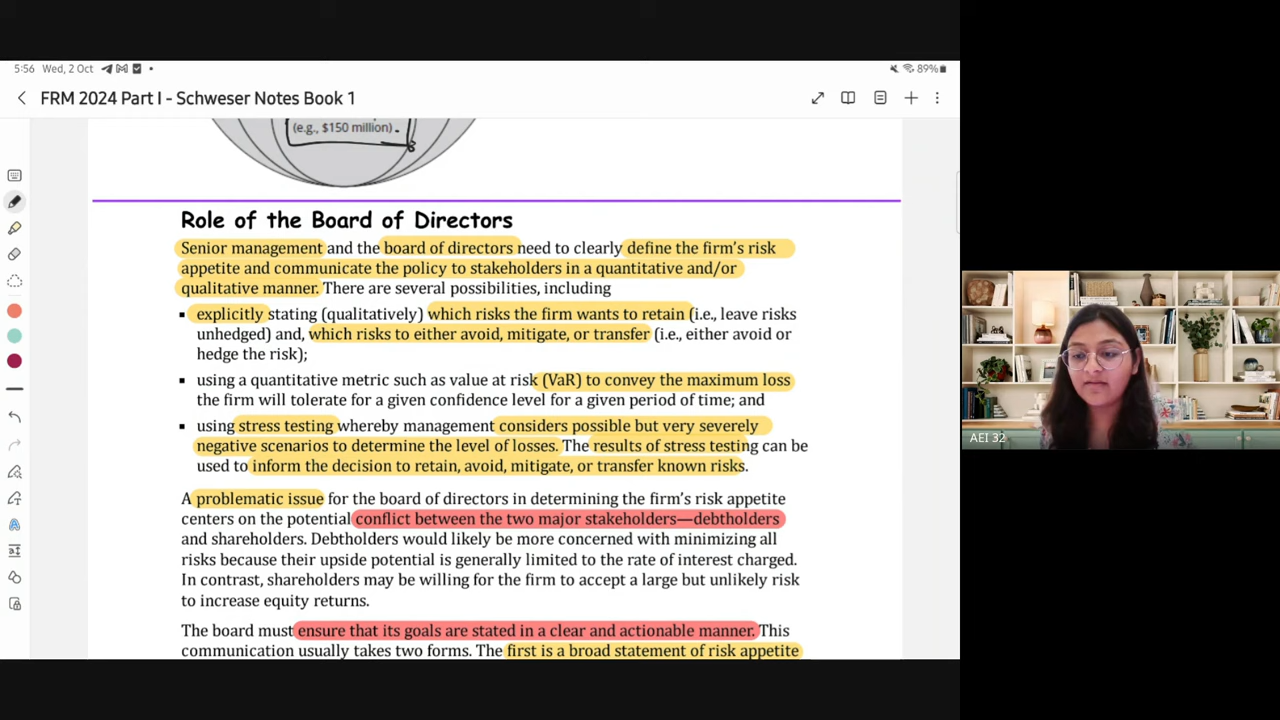 5:56 Wed, 2 Oct
89%
FRM 2024 Part I - Schweser Notes Book 1
(e.g., $150 million)
Role of the Board of Directors
Senior management and the board of directors need to clearly define the firm's risk
appetite and communicate the policy to stakeholders in a quantitative and/or
qualitative manner. There are several possibilities, including
▪ explicitly stating (qualitatively) which risks the firm wants to retain (i.e., leave risks
unhedged) and, which risks to either avoid, mitigate, or transfer (i.e., either avoid or
hedge the risk);
▪ using a quantitative metric such as value at risk (VaR) to convey the maximum loss
the firm will tolerate for a given confidence level for a given period of time; and
▪ using stress testing whereby management considers possible but very severely
negative scenarios to determine the level of losses. The results of stress testing can be
used to inform the decision to retain, avoid, mitigate, or transfer known risks.
A problematic issue for the board of directors in determining the firm's risk appetite
centers on the potential conflict between the two major stakeholders—debtholders
and shareholders. Debtholders would likely be more concerned with minimizing all
risks because their upside potential is generally limited to the rate of interest charged.
In contrast, shareholders may be willing for the firm to accept a large but unlikely risk
to increase equity returns.
The board must ensure that its goals are stated in a clear and actionable manner. This
communication usually takes two forms. The first is a broad statement of risk appetite
AEI 32